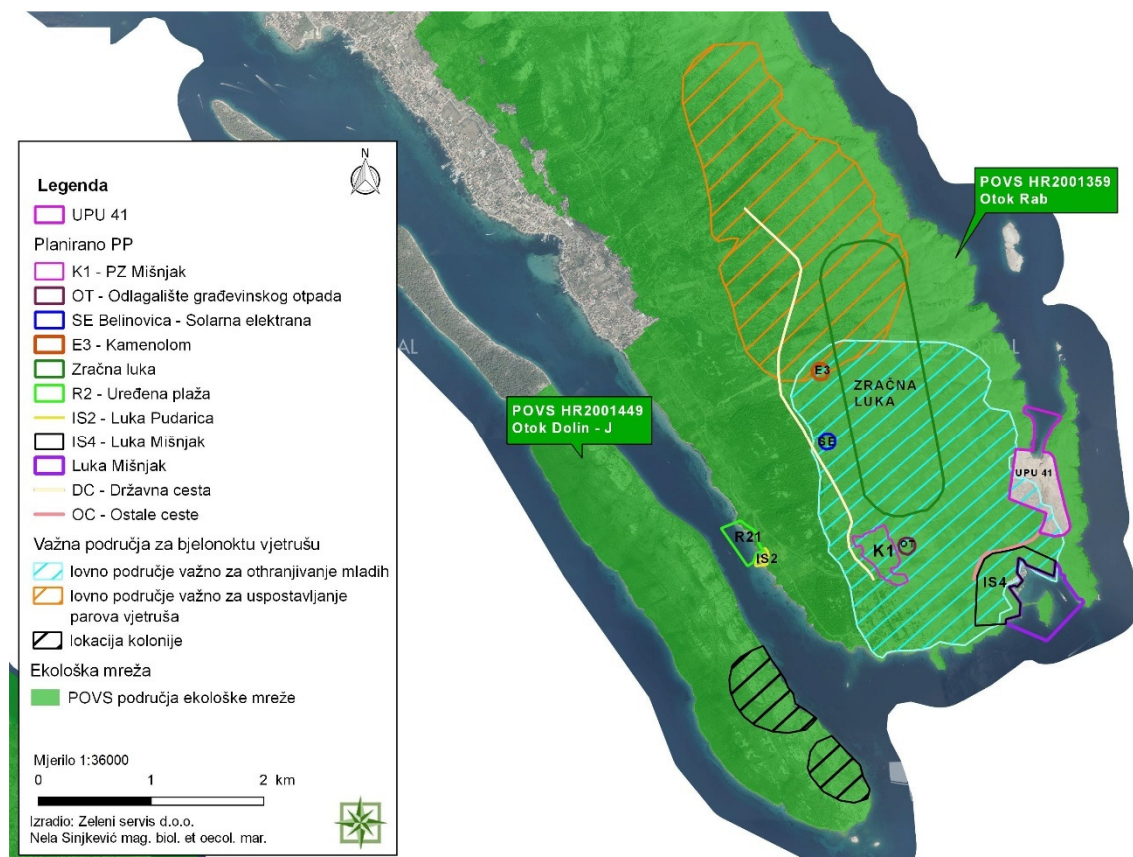 Legenda
N
UPU 41
Planirano PP
K1 - PZ Mišnjak
OT - Odlagalište građevinskog otpada
SE Belinovica - Solarna elektrana
E3 - Kamenolom
Zračna luka
R2 - Uređena plaža
IS2 - Luka Pudarica
IS4 - Luka Mišnjak
Luka Mišnjak
DC - Državna cesta
OC - Ostale ceste
Važna područja za bjelonoktu vjetrušu
lovno područje važno za othranjivanje mladih
lovno područje važno za uspostavljanje
parova vjetruša
lokacija kolonije
Ekološka mreža
POVS područja ekološke mreže
Mjerilo 1:36000
0 1 2 km
Izradio: Zeleni servis d.o.o.
Nela Sinjkević mag. biol. et oecol. mar.
POVS HR2001359
Otok Rab
POVS HR2001449
Otok Dolin - J
E3
ZRAČNA
LUKA
SE
UPU 41
R21
IS2
K1
OT
IS4